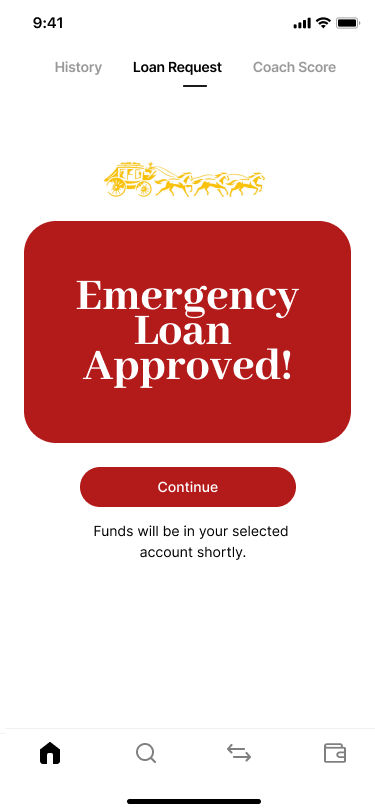 9:41
History Loan Request Coach Score
Emergency
Loan
Approved!
Continue
Funds will be in your selected
account shortly.